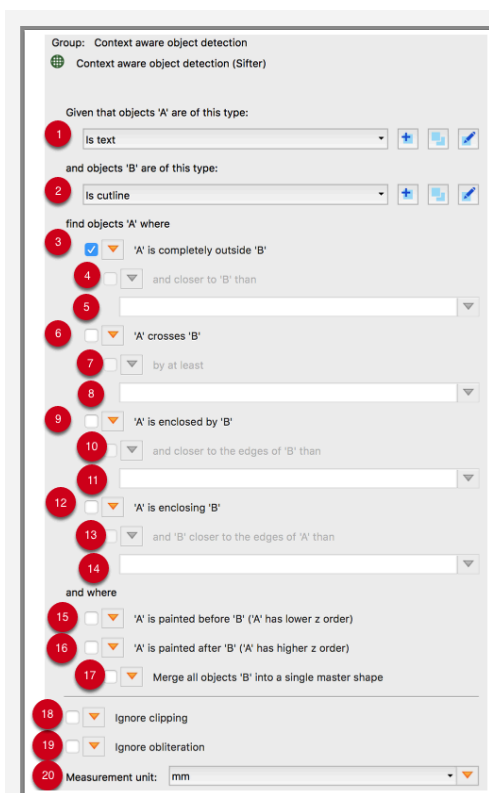 Group: Context aware object detection
Context aware object detection (Sifter)
Given that objects 'A' are of this type:
1 Is text
and objects 'B' are of this type:
2 Is cutline
find objects 'A' where
3 'A' is completely outside 'B'
4 and closer to 'B' than
5
6 'A' crosses 'B'
7 by at least
8
9 'A' is enclosed by 'B'
10 and closer to the edges of 'B' than
11
12 'A' is enclosing 'B'
13 and 'B' closer to the edges of 'A' than
14
and where
15 'A' is painted before 'B' ('A' has lower z order)
16 'A' is painted after 'B' ('A' has higher z order)
17 Merge all objects 'B' into a single master shape
18 Ignore clipping
19 Ignore obliteration
20 Measurement unit: mm